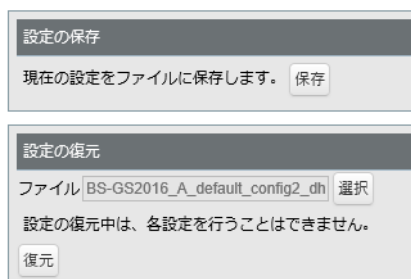 設定の保存
現在の設定をファイルに保存します。 保存
設定の復元
ファイル BS-GS2016_A_default_config2_dh 選択
設定の復元中は、各設定を行うことはできません。
復元